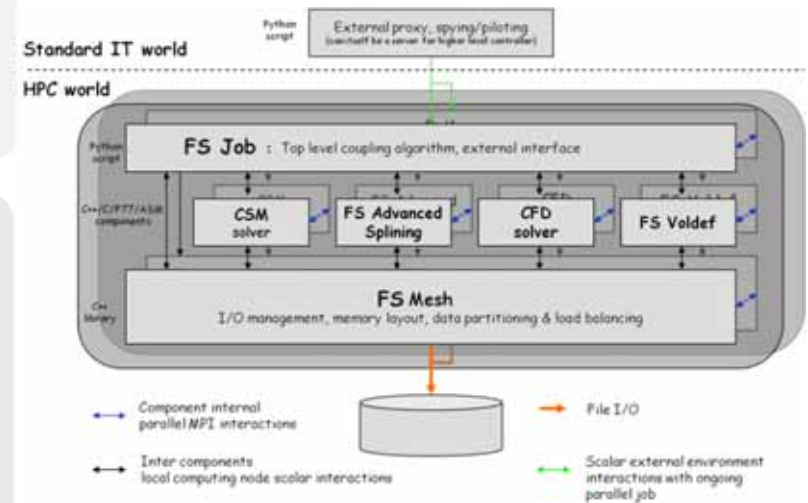 Python
script
External proxy, spying/piloting
(can itself be a server for higher level controller)
Standard IT world
HPC world
Python
script
FS Job : Top level coupling algorithm, external interface
C++/C/F77/ASM
components
CSM
solver
FS Advanced
Splining
CFD
solver
FS Voldef
C++
library
FS Mesh
I/O management, memory layout, data partitioning & load balancing
Component internal
parallel MPI interactions
File I/O
Inter components
local computing node scalar interactions
Scalar external environment
interactions with ongoing
parallel job